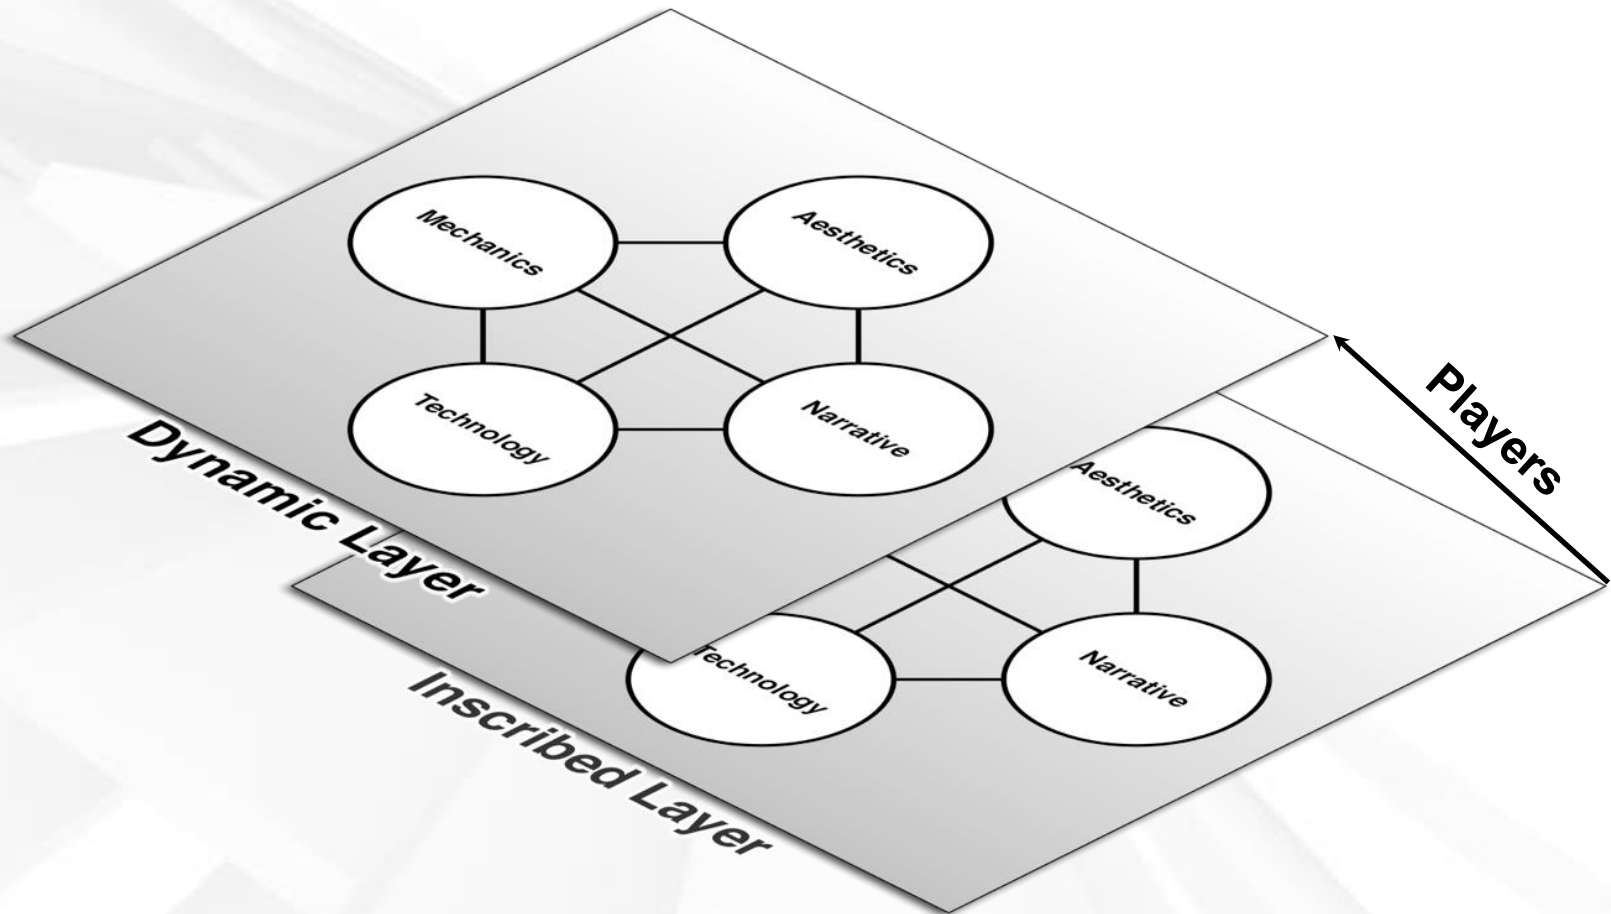 Mechanics
Aesthetics
Technology
Narrative
Dynamic Layer
Players
Aesthetics
Technology
Narrative
Inscribed Layer